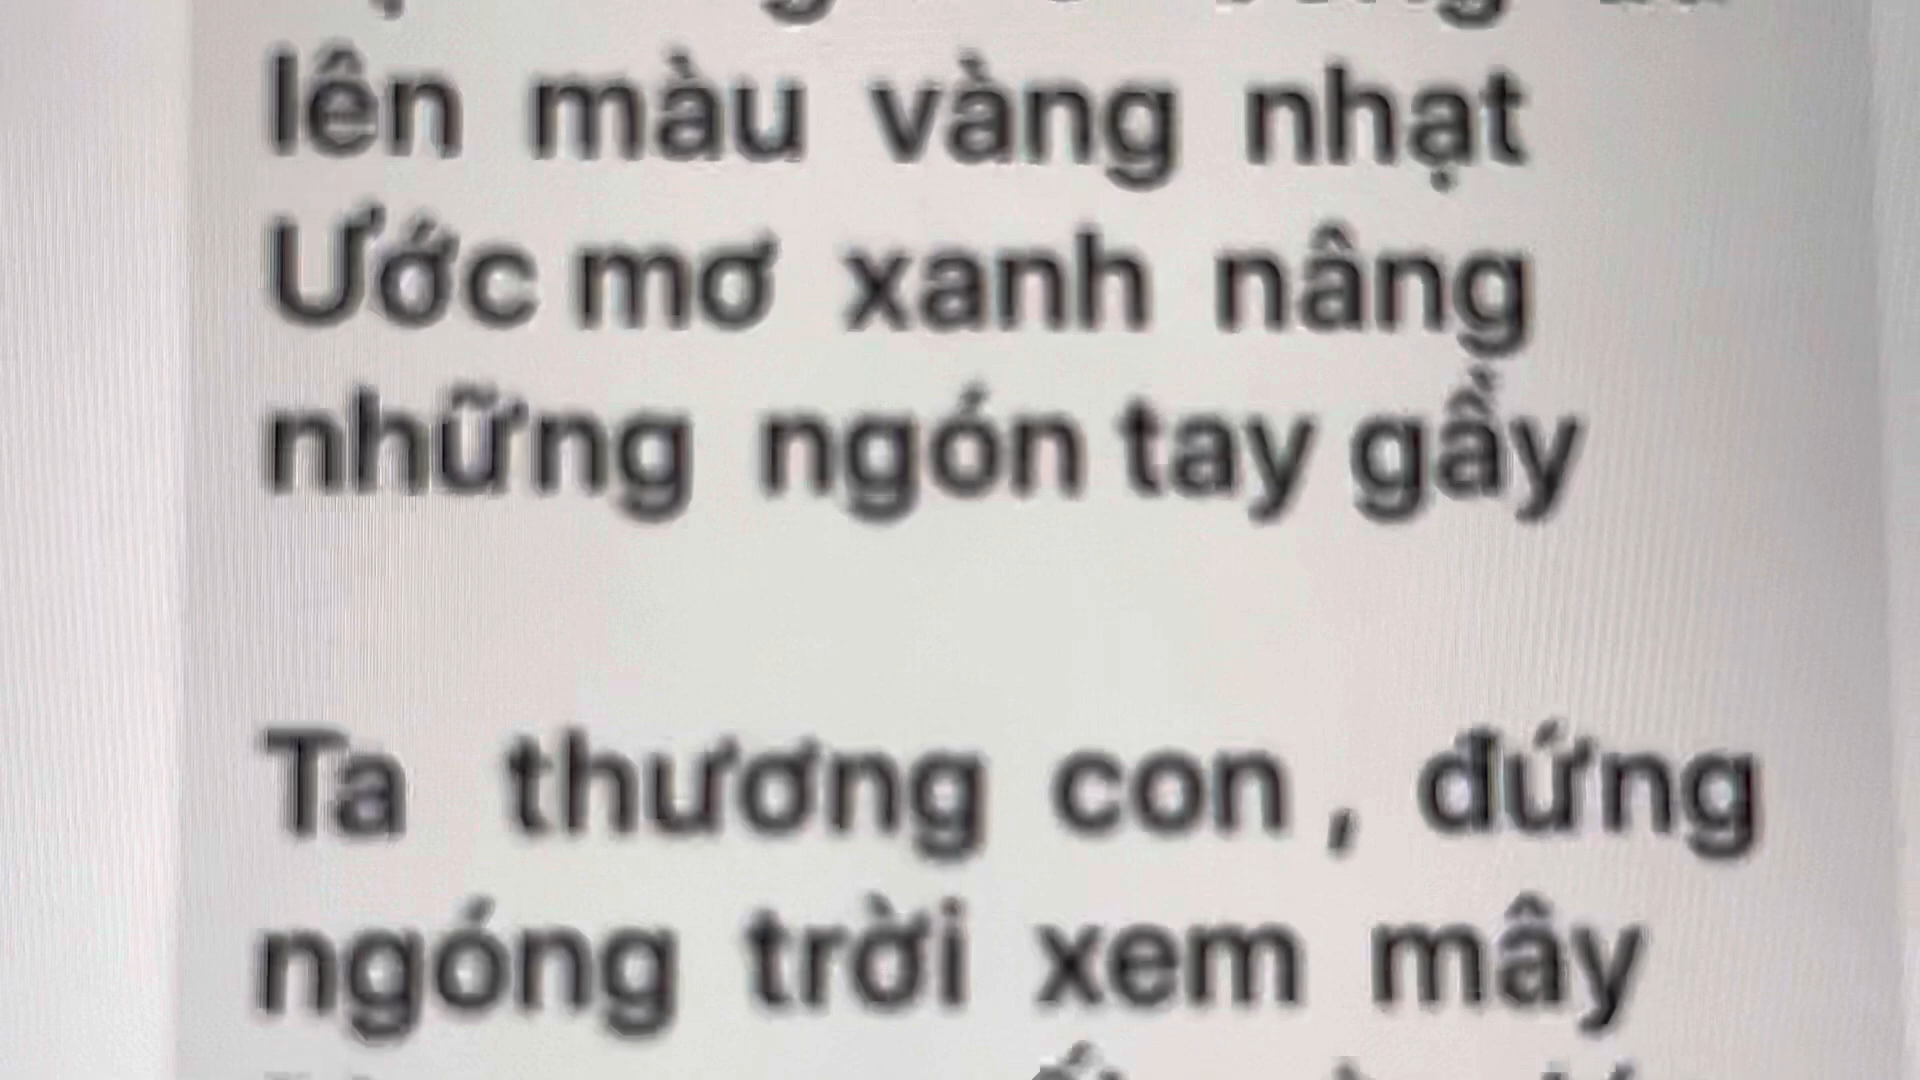 lên màu vàng nhạt
Ước mơ xanh nâng
những ngón tay gầy
Ta thương con , đứng
ngóng trời xem mây